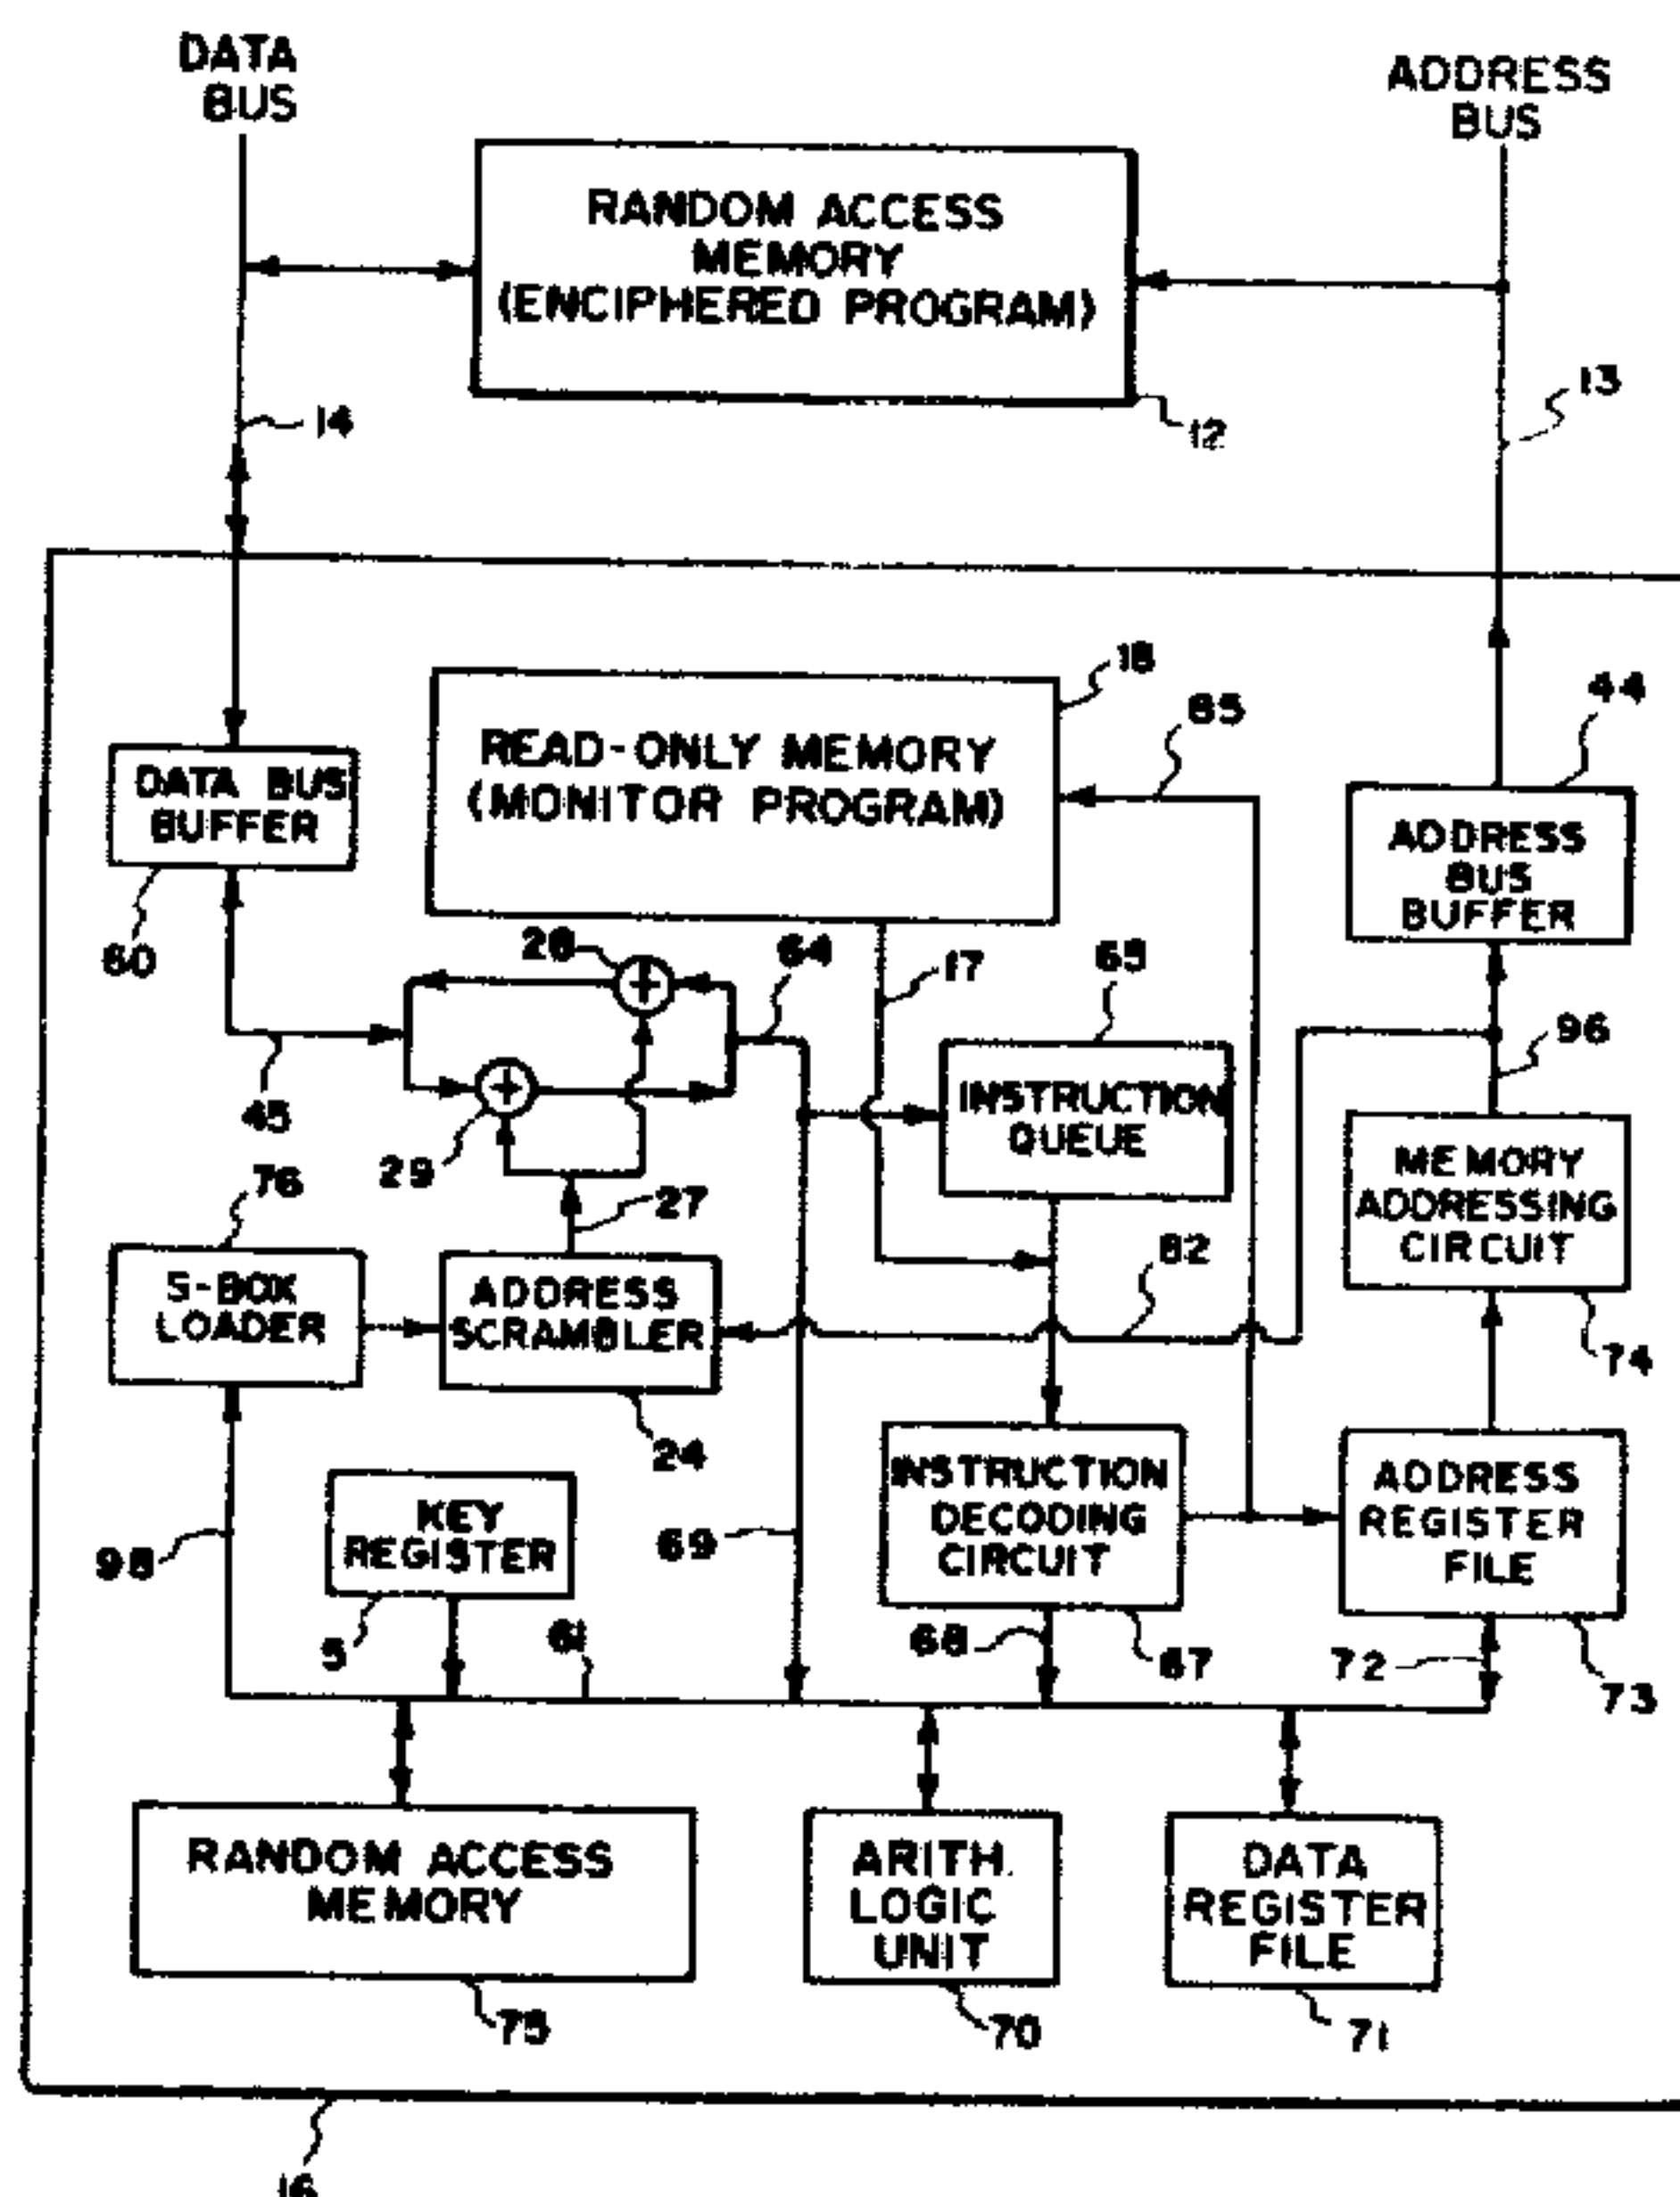 DATA
BUS
ADDRESS
BUS
RANDOM ACCESS
MEMORY
(ENCIPHERED PROGRAM)
14
12
13
18
85
44
READ-ONLY MEMORY
(MONITOR PROGRAM)
DATA BUS
BUFFER
ADDRESS
BUS
BUFFER
60
28
64
17
65
96
45
29
INSTRUCTION
QUEUE
MEMORY
ADDRESSING
CIRCUIT
76
27
82
S-BOX
LOADER
ADDRESS
SCRAMBLER
74
24
INSTRUCTION
DECODING
CIRCUIT
ADDRESS
REGISTER
FILE
KEY
REGISTER
98
69
5
61
68
67
72
73
RANDOM ACCESS
MEMORY
ARITH.
LOGIC
UNIT
DATA
REGISTER
FILE
75
70
71
16